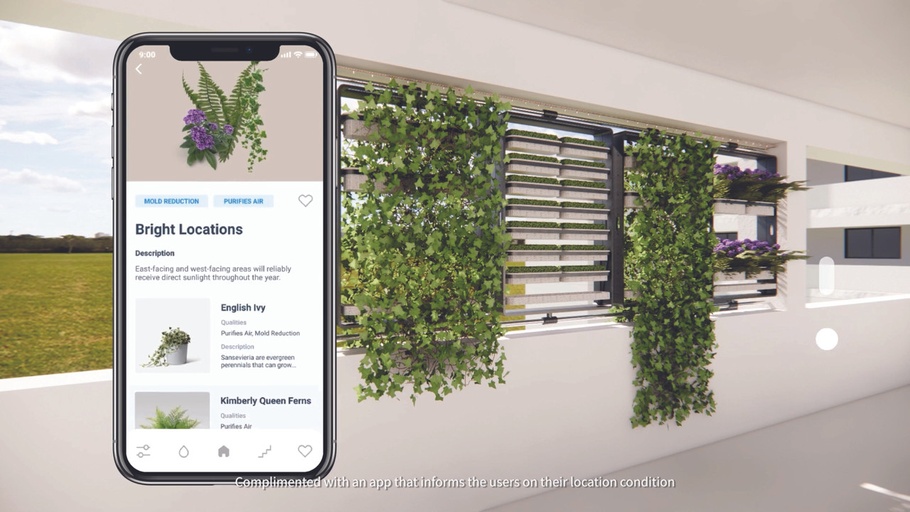 9:00
MOLD REDUCTION
PURIFIES AIR
Bright Locations
Description
East-facing and west-facing areas will reliably
receive direct sunlight throughout the year.
English Ivy
Qualities
Purifies Air, Mold Reduction
Description
Sansevieria are evergreen
perennials that can grow...
Kimberly Queen Ferns
Qualities
Purifies Air
Complimented with an app that informs the users on their location condition